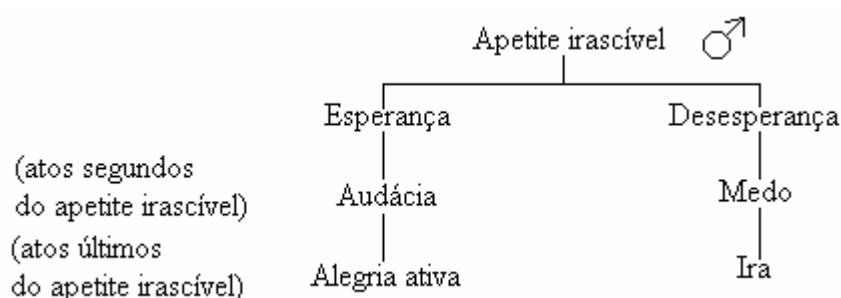 Apetite irascível ♂
Esperança Desesperança
(atos segundos
do apetite irascível) Audácia Medo
(atos últimos
do apetite irascível) Alegria ativa Ira